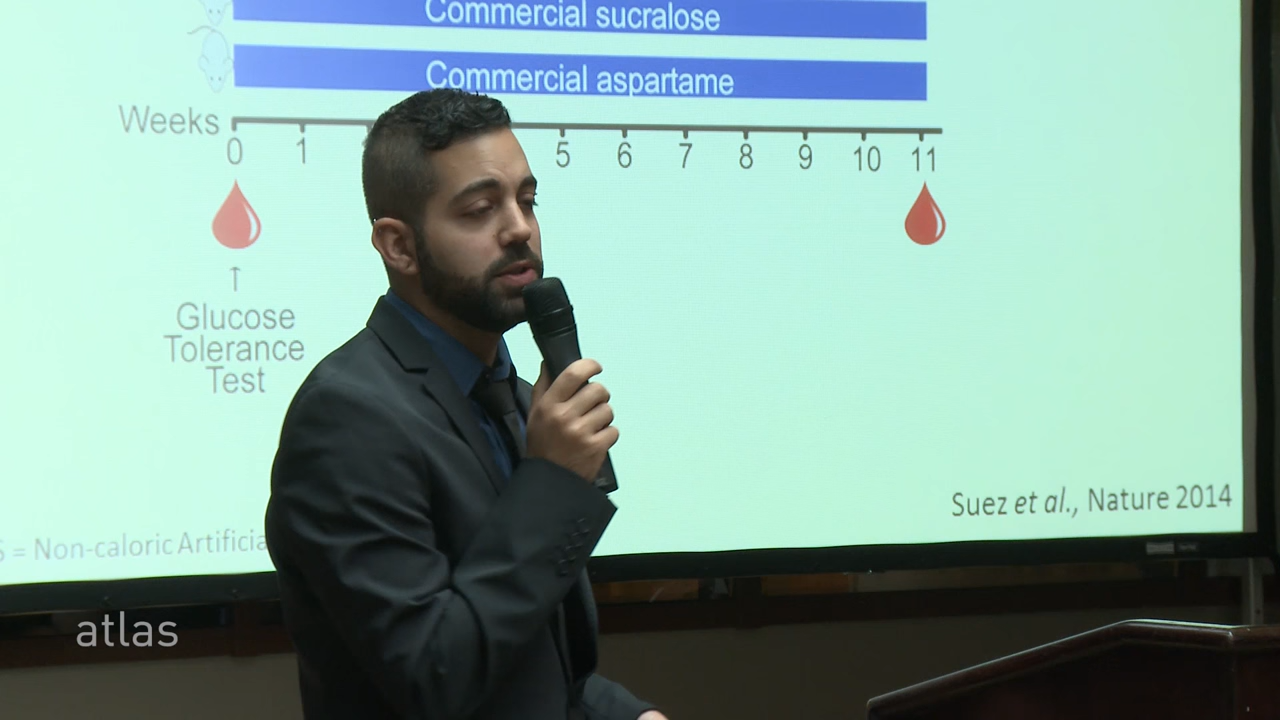 Commercial sucralose
Commercial aspartame
Weeks
0 1 5 6 7 8 9 10 11
↑
Glucose
Tolerance
Test
Suez et al., Nature 2014
= Non-caloric
atlas